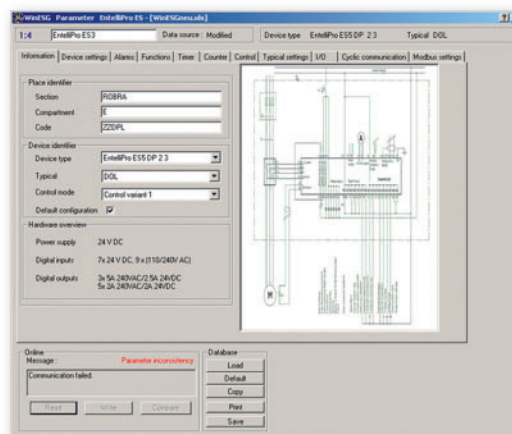 WinESG Parameter EntelliPro ES - [WinESGneu.xls]
1:4 EntelliPro ES3 Data source : Modified Device type EntelliPro ES5 DP 2 3 Typical DOL
Information Device settings Alarms Functions Timer Counter Control Typical settings I/O Cyclic communication Modbus settings
Place identifier
Section ROBRA
Compartment E
Code ZZDPL
Device identifier
Device type EntelliPro ES5 DP 2 3
Typical DOL
Control mode Control variant 1
Default configuration
Hardware overview
Power supply 24 V DC
Digital inputs 7x 24 V DC, 9 x (110/240V AC)
Digital outputs 3x 5A 240VAC/2.5A 24VDC
5x 2A 240VAC/2A 24VDC
A
M
Online
Message : Parameter inconsistency
Communication failed
Read Write Compare
Database
Load
Default
Copy
Print
Save